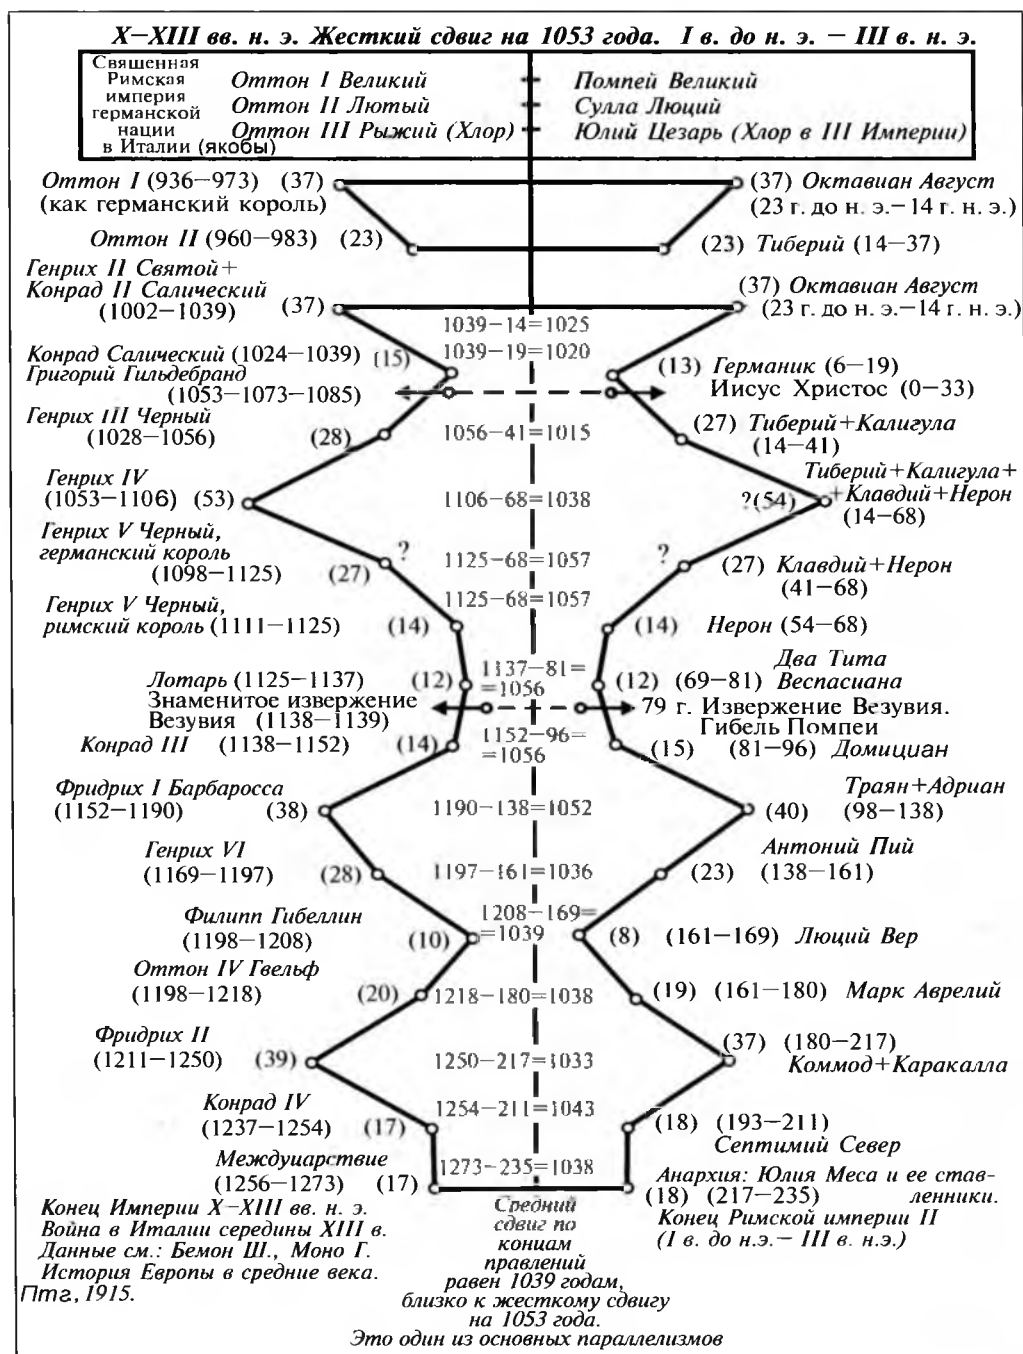 X–XIII вв. н. э. Жесткий сдвиг на 1053 года. I в. до н. э. – III в. н. э.
Священная
Римская
империя
германской
нации
в Италии (якобы)
Оттон I Великий
Оттон II Лютый
Оттон III Рыжий (Хлор)
Помпей Великий
Сулла Люций
Юлий Цезарь (Хлор в III Империи)
Оттон I (936–973) (37)
(как германский король)
(37) Октавиан Август
(23 г. до н. э.–14 г. н. э.)
Оттон II (960–983) (23)
(23) Тиберий (14–37)
Генрих II Святой+
Конрад II Салический
(1002–1039) (37)
(37) Октавиан Август
(23 г. до н. э.–14 г. н. э.)
1039–14=1025
Конрад Салический (1024–1039) (15)
1039–19=1020
(13) Германик (6–19)
Григорий Гильдебранд
(1053–1073–1085)
Иисус Христос (0–33)
Генрих III Черный
(1028–1056) (28)
1056–41=1015
(27) Тиберий+Калигула
(14–41)
Генрих IV
(1053–1106) (53)
1106–68=1038
Тиберий+Калигула+
?(54) +Клавдий+Нерон
(14–68)
Генрих V Черный,
германский король
(1098–1125) (27)
?
1125–68=1057
?
(27) Клавдий+Нерон
(41–68)
Генрих V Черный,
римский король (1111–1125) (14)
1125–68=1057
(14) Нерон (54–68)
Лотарь (1125–1137) (12)
1137–81=
=1056
Два Тита
(12) (69–81) Веспасиана
Знаменитое извержение
Везувия (1138–1139)
79 г. Извержение Везувия.
Гибель Помпеи
Конрад III (1138–1152) (14)
1152–96=
=1056
(15) (81–96) Домициан
Фридрих I Барбаросса
(1152–1190) (38)
1190–138=1052
Траян+Адриан
(40) (98–138)
Генрих VI
(1169–1197) (28)
1197–161=1036
Антоний Пий
(23) (138–161)
Филипп Гибеллин
(1198–1208) (10)
1208–169=
=1039
(8) (161–169) Люций Вер
Оттон IV Гвельф
(1198–1218) (20)
1218–180=1038
(19) (161–180) Марк Аврелий
Фридрих II
(1211–1250) (39)
1250–217=1033
(37) (180–217)
Коммод+Каракалла
Конрад IV
(1237–1254) (17)
1254–211=1043
(18) (193–211)
Септимий Север
Междуцарствие
(1256–1273) (17)
1273–235=1038
Анархия: Юлия Меса и ее став-
(18) (217–235) ленники.
Конец Империи X–XIII вв. н. э.
Война в Италии середины XIII в.
Данные см.: Бемон Ш., Моно Г.
История Европы в средние века.
Птг., 1915.
Средний
сдвиг по
концам
правлений
равен 1039 годам,
близко к жесткому сдвигу
на 1053 года.
Это один из основных параллелизмов
Конец Римской империи II
(I в. до н.э.– III в. н.э.)